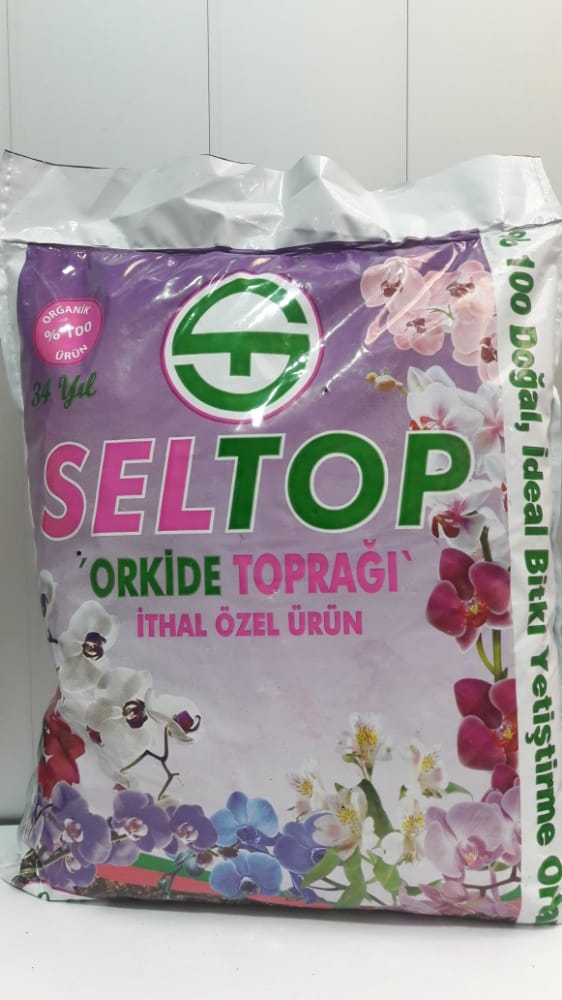 ORGANİK
% 100
ÜRÜN
34 Yıl
SELTOP
'ORKİDE TOPRAĞI`
İTHAL ÖZEL ÜRÜN
% 100 Doğal, İdeal Bitki Yetiştirme